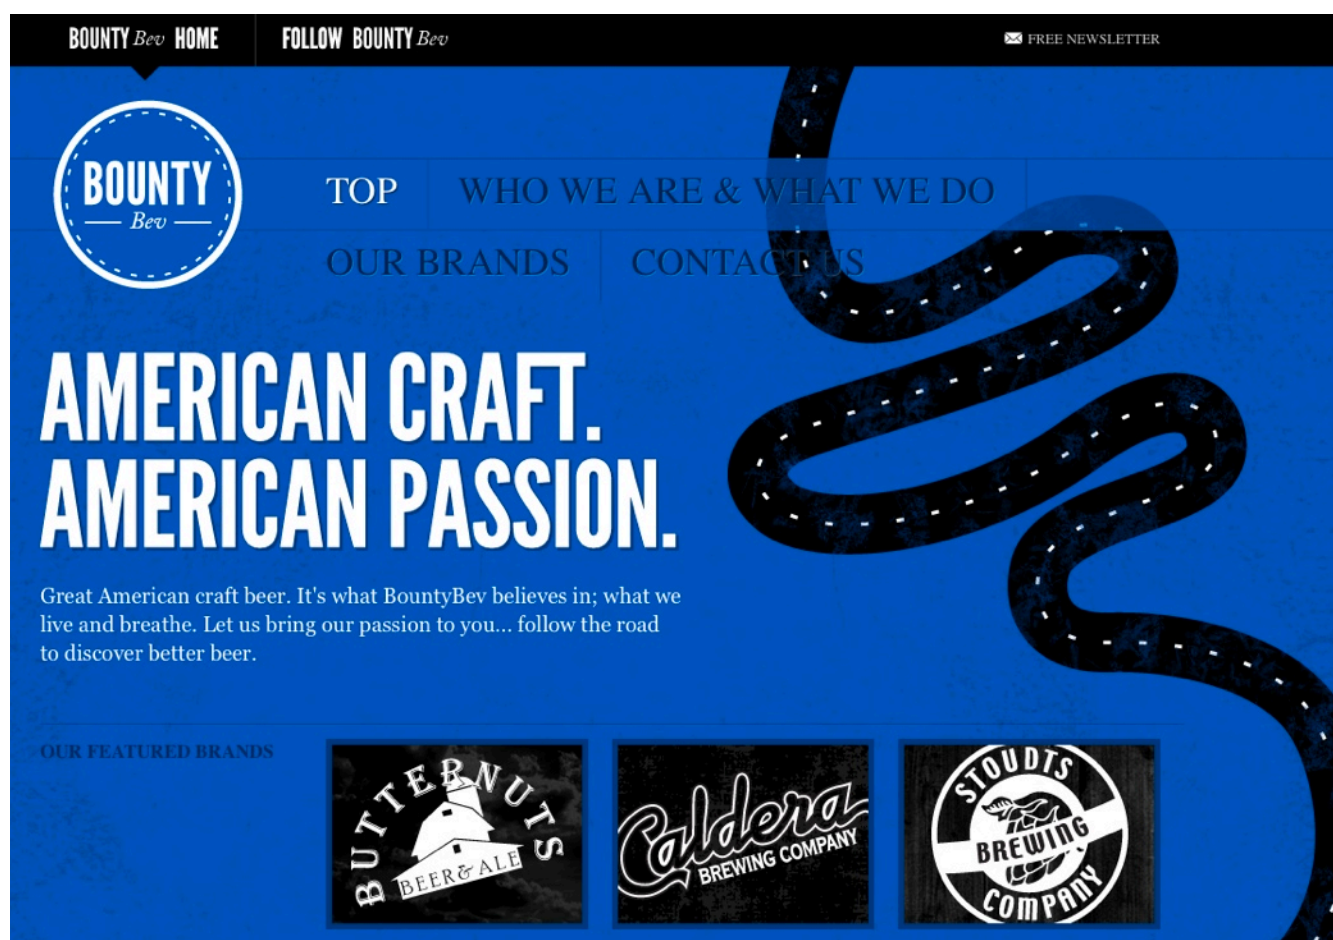 BOUNTY Bev HOME
FOLLOW BOUNTY Bev
FREE NEWSLETTER
BOUNTY
Bev
TOP
WHO WE ARE & WHAT WE DO
OUR BRANDS
CONTACT US
AMERICAN CRAFT.
AMERICAN PASSION.
Great American craft beer. It's what BountyBev believes in; what we
live and breathe. Let us bring our passion to you... follow the road
to discover better beer.
OUR FEATURED BRANDS
BUTTERNUTS
BEER & ALE
Caldera
BREWING COMPANY
STOUDTS
BREWING
COMPANY